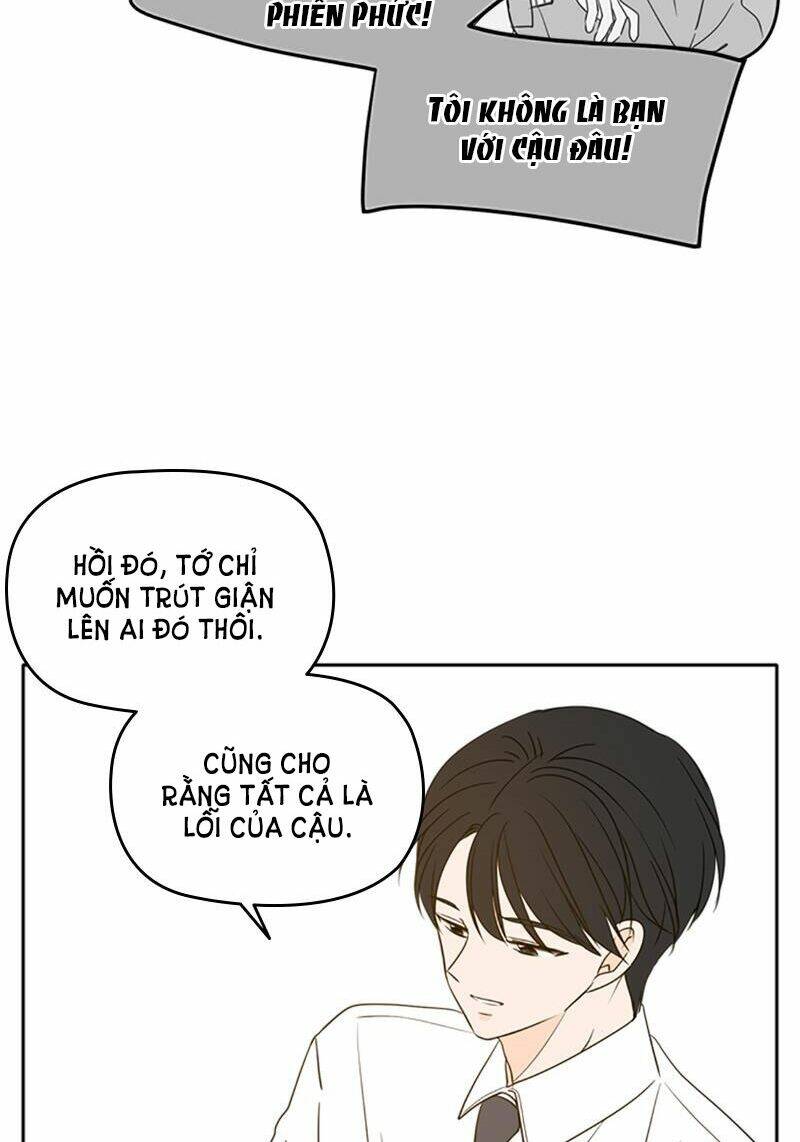 PHIỀN PHỨC!
TÔI KHÔNG LÀ BẠN
VỚI CẬU ĐÂU!
HỒI ĐÓ, TỚ CHỈ
MUỐN TRÚT GIẬN
LÊN AI ĐÓ THÔI.
CŨNG CHO
RẰNG TẤT CẢ LÀ
LỖI CỦA CẬU.